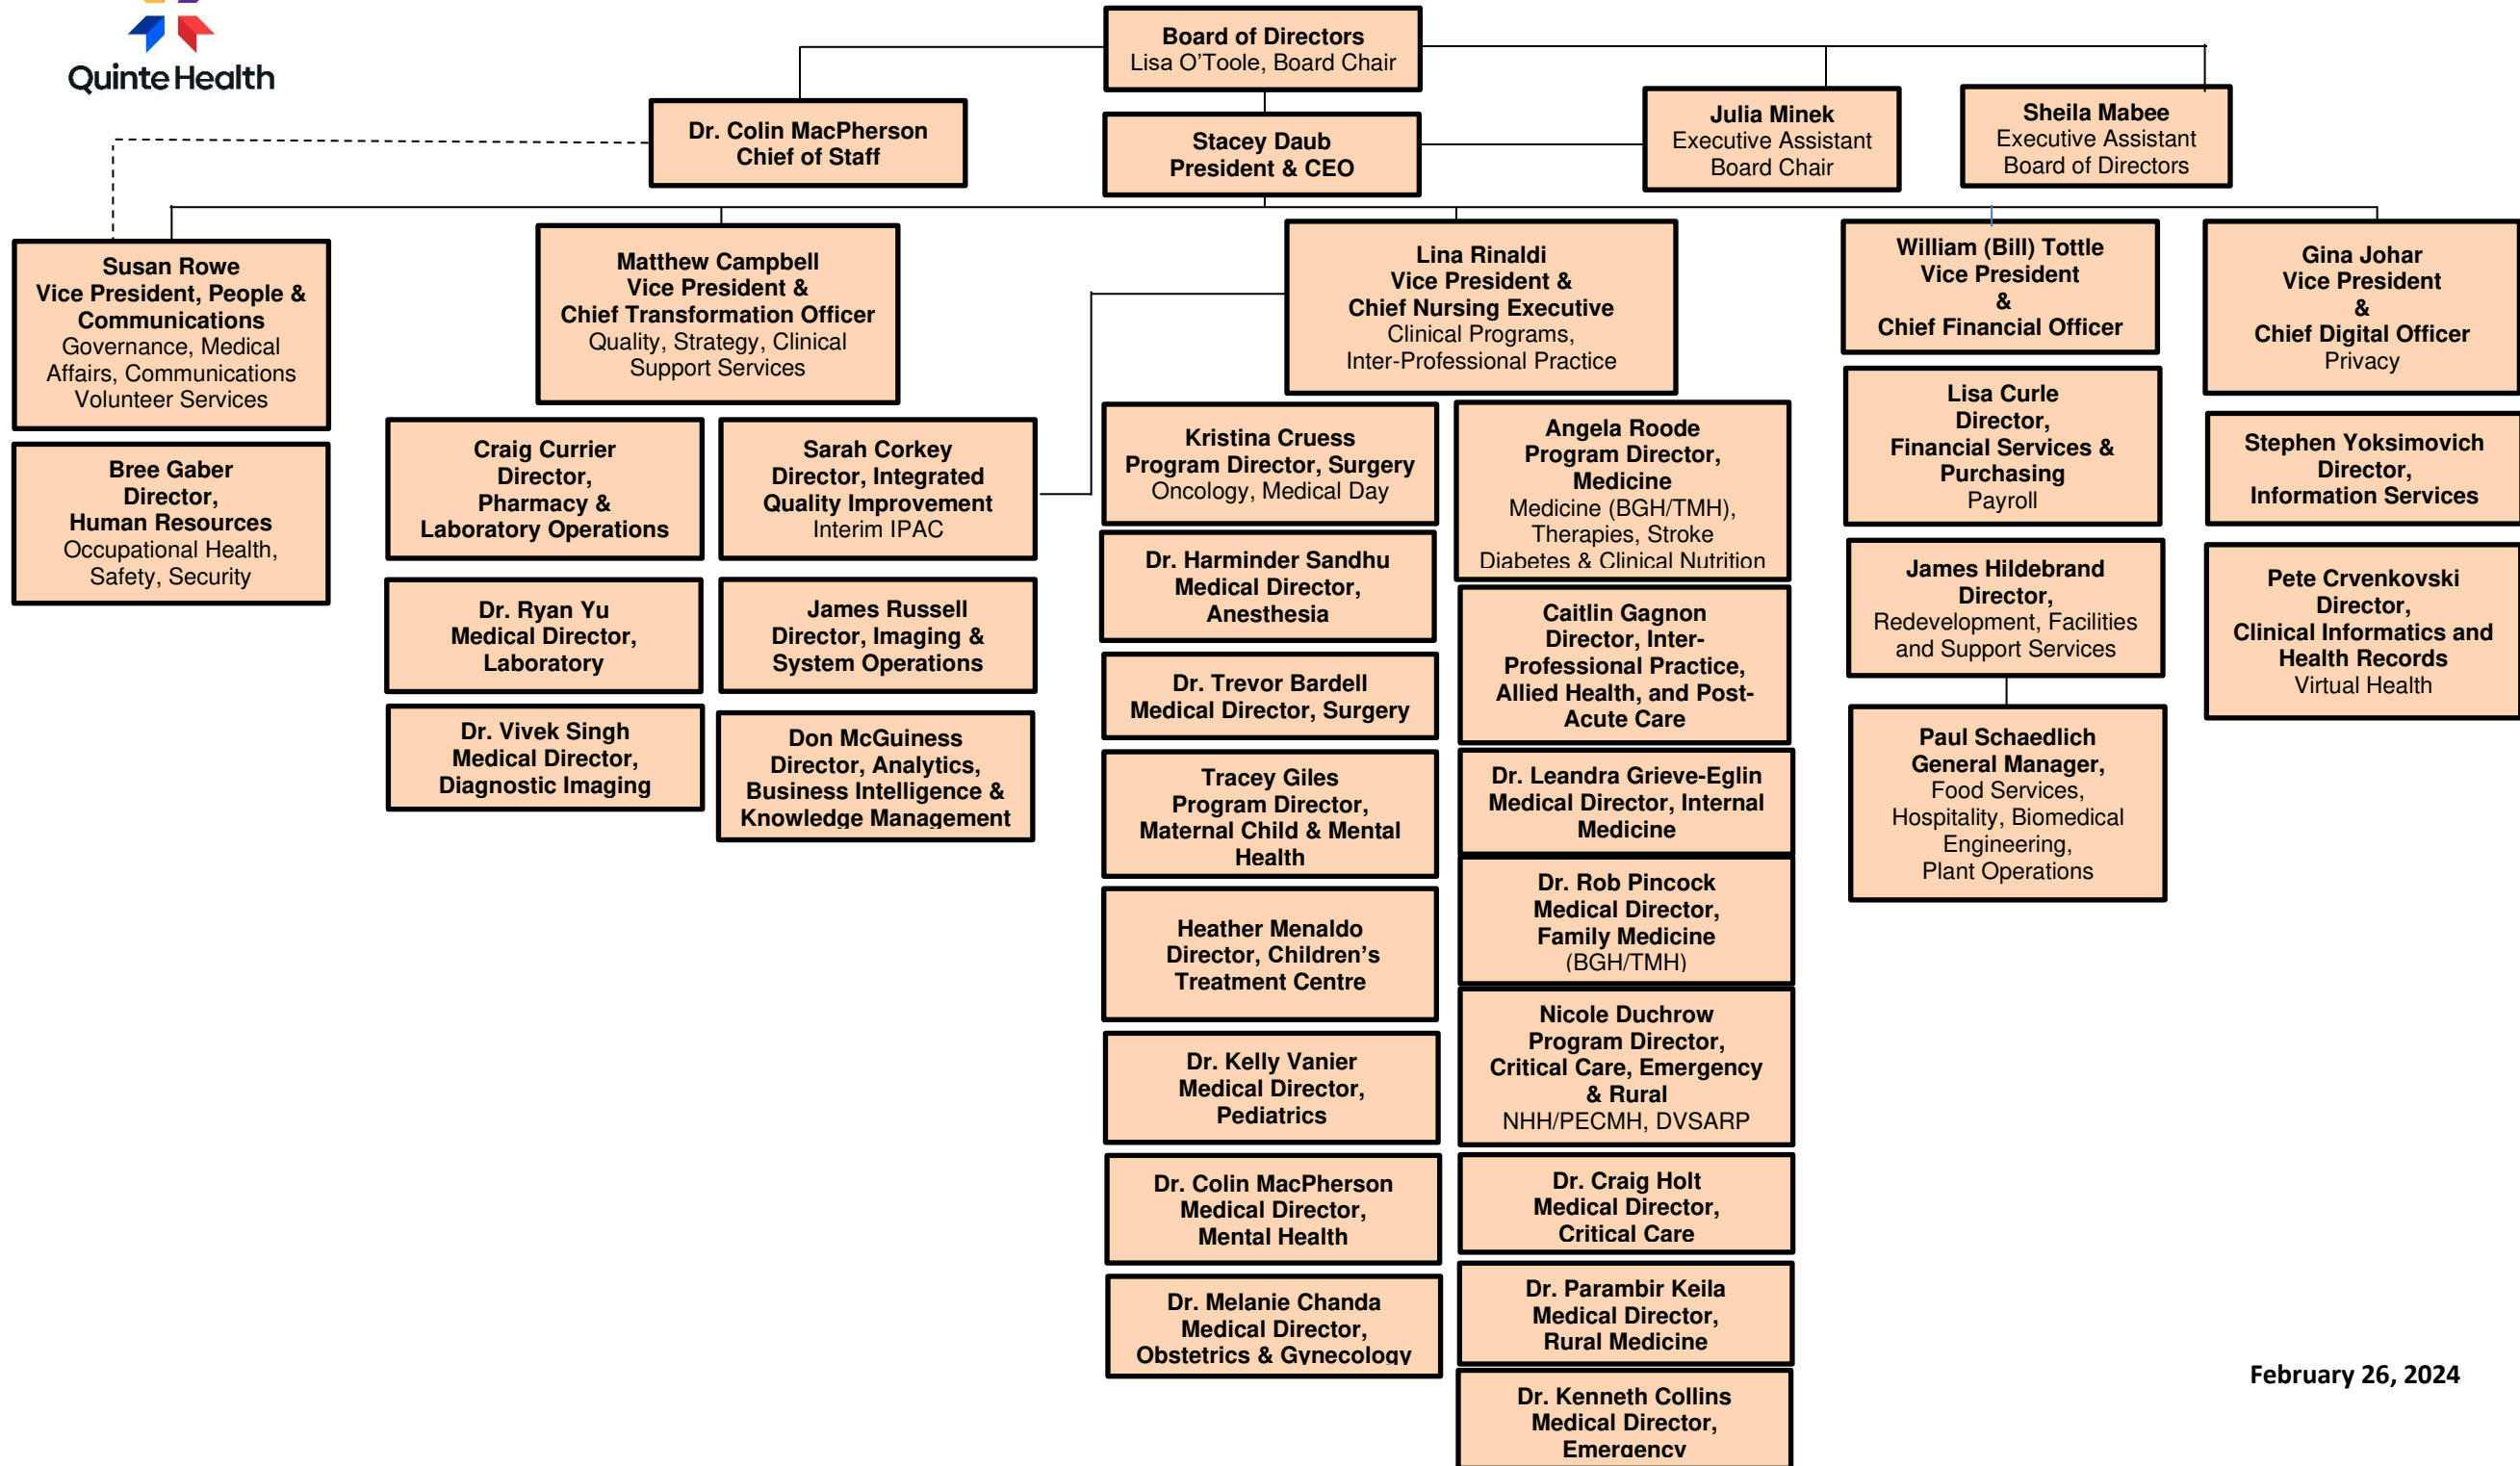 Quinte Health
Board of Directors
Lisa O’Toole, Board Chair
Dr. Colin MacPherson
Chief of Staff
Stacey Daub
President & CEO
Julia Minek
Executive Assistant
Board Chair
Sheila Mabee
Executive Assistant
Board of Directors
Susan Rowe
Vice President, People &
Communications
Governance, Medical
Affairs, Communications
Volunteer Services
Bree Gaber
Director,
Human Resources
Occupational Health,
Safety, Security
Matthew Campbell
Vice President &
Chief Transformation Officer
Quality, Strategy, Clinical
Support Services
Craig Currier
Director,
Pharmacy &
Laboratory Operations
Dr. Ryan Yu
Medical Director,
Laboratory
Dr. Vivek Singh
Medical Director,
Diagnostic Imaging
Sarah Corkey
Director, Integrated
Quality Improvement
Interim IPAC
James Russell
Director, Imaging &
System Operations
Don McGuiness
Director, Analytics,
Business Intelligence &
Knowledge Management
Lina Rinaldi
Vice President &
Chief Nursing Executive
Clinical Programs,
Inter-Professional Practice
Kristina Cruess
Program Director, Surgery
Oncology, Medical Day
Dr. Harminder Sandhu
Medical Director,
Anesthesia
Dr. Trevor Bardell
Medical Director, Surgery
Tracey Giles
Program Director,
Maternal Child & Mental
Health
Heather Menaldo
Director, Children’s
Treatment Centre
Dr. Kelly Vanier
Medical Director,
Pediatrics
Dr. Colin MacPherson
Medical Director,
Mental Health
Dr. Melanie Chanda
Medical Director,
Obstetrics & Gynecology
Angela Roode
Program Director,
Medicine
Medicine (BGH/TMH),
Therapies, Stroke
Diabetes & Clinical Nutrition
Caitlin Gagnon
Director, Inter-
Professional Practice,
Allied Health, and Post-
Acute Care
Dr. Leandra Grieve-Eglin
Medical Director, Internal
Medicine
Dr. Rob Pincock
Medical Director,
Family Medicine
(BGH/TMH)
Nicole Duchrow
Program Director,
Critical Care, Emergency
& Rural
NHH/PECMH, DVSARP
Dr. Craig Holt
Medical Director,
Critical Care
Dr. Parambir Keila
Medical Director,
Rural Medicine
Dr. Kenneth Collins
Medical Director,
Emergency
William (Bill) Tottle
Vice President
&
Chief Financial Officer
Lisa Curle
Director,
Financial Services &
Purchasing
Payroll
James Hildebrand
Director,
Redevelopment, Facilities
and Support Services
Paul Schaedlich
General Manager,
Food Services,
Hospitality, Biomedical
Engineering,
Plant Operations
Gina Johar
Vice President
&
Chief Digital Officer
Privacy
Stephen Yoksimovich
Director,
Information Services
Pete Crvenkovski
Director,
Clinical Informatics and
Health Records
Virtual Health
February 26, 2024